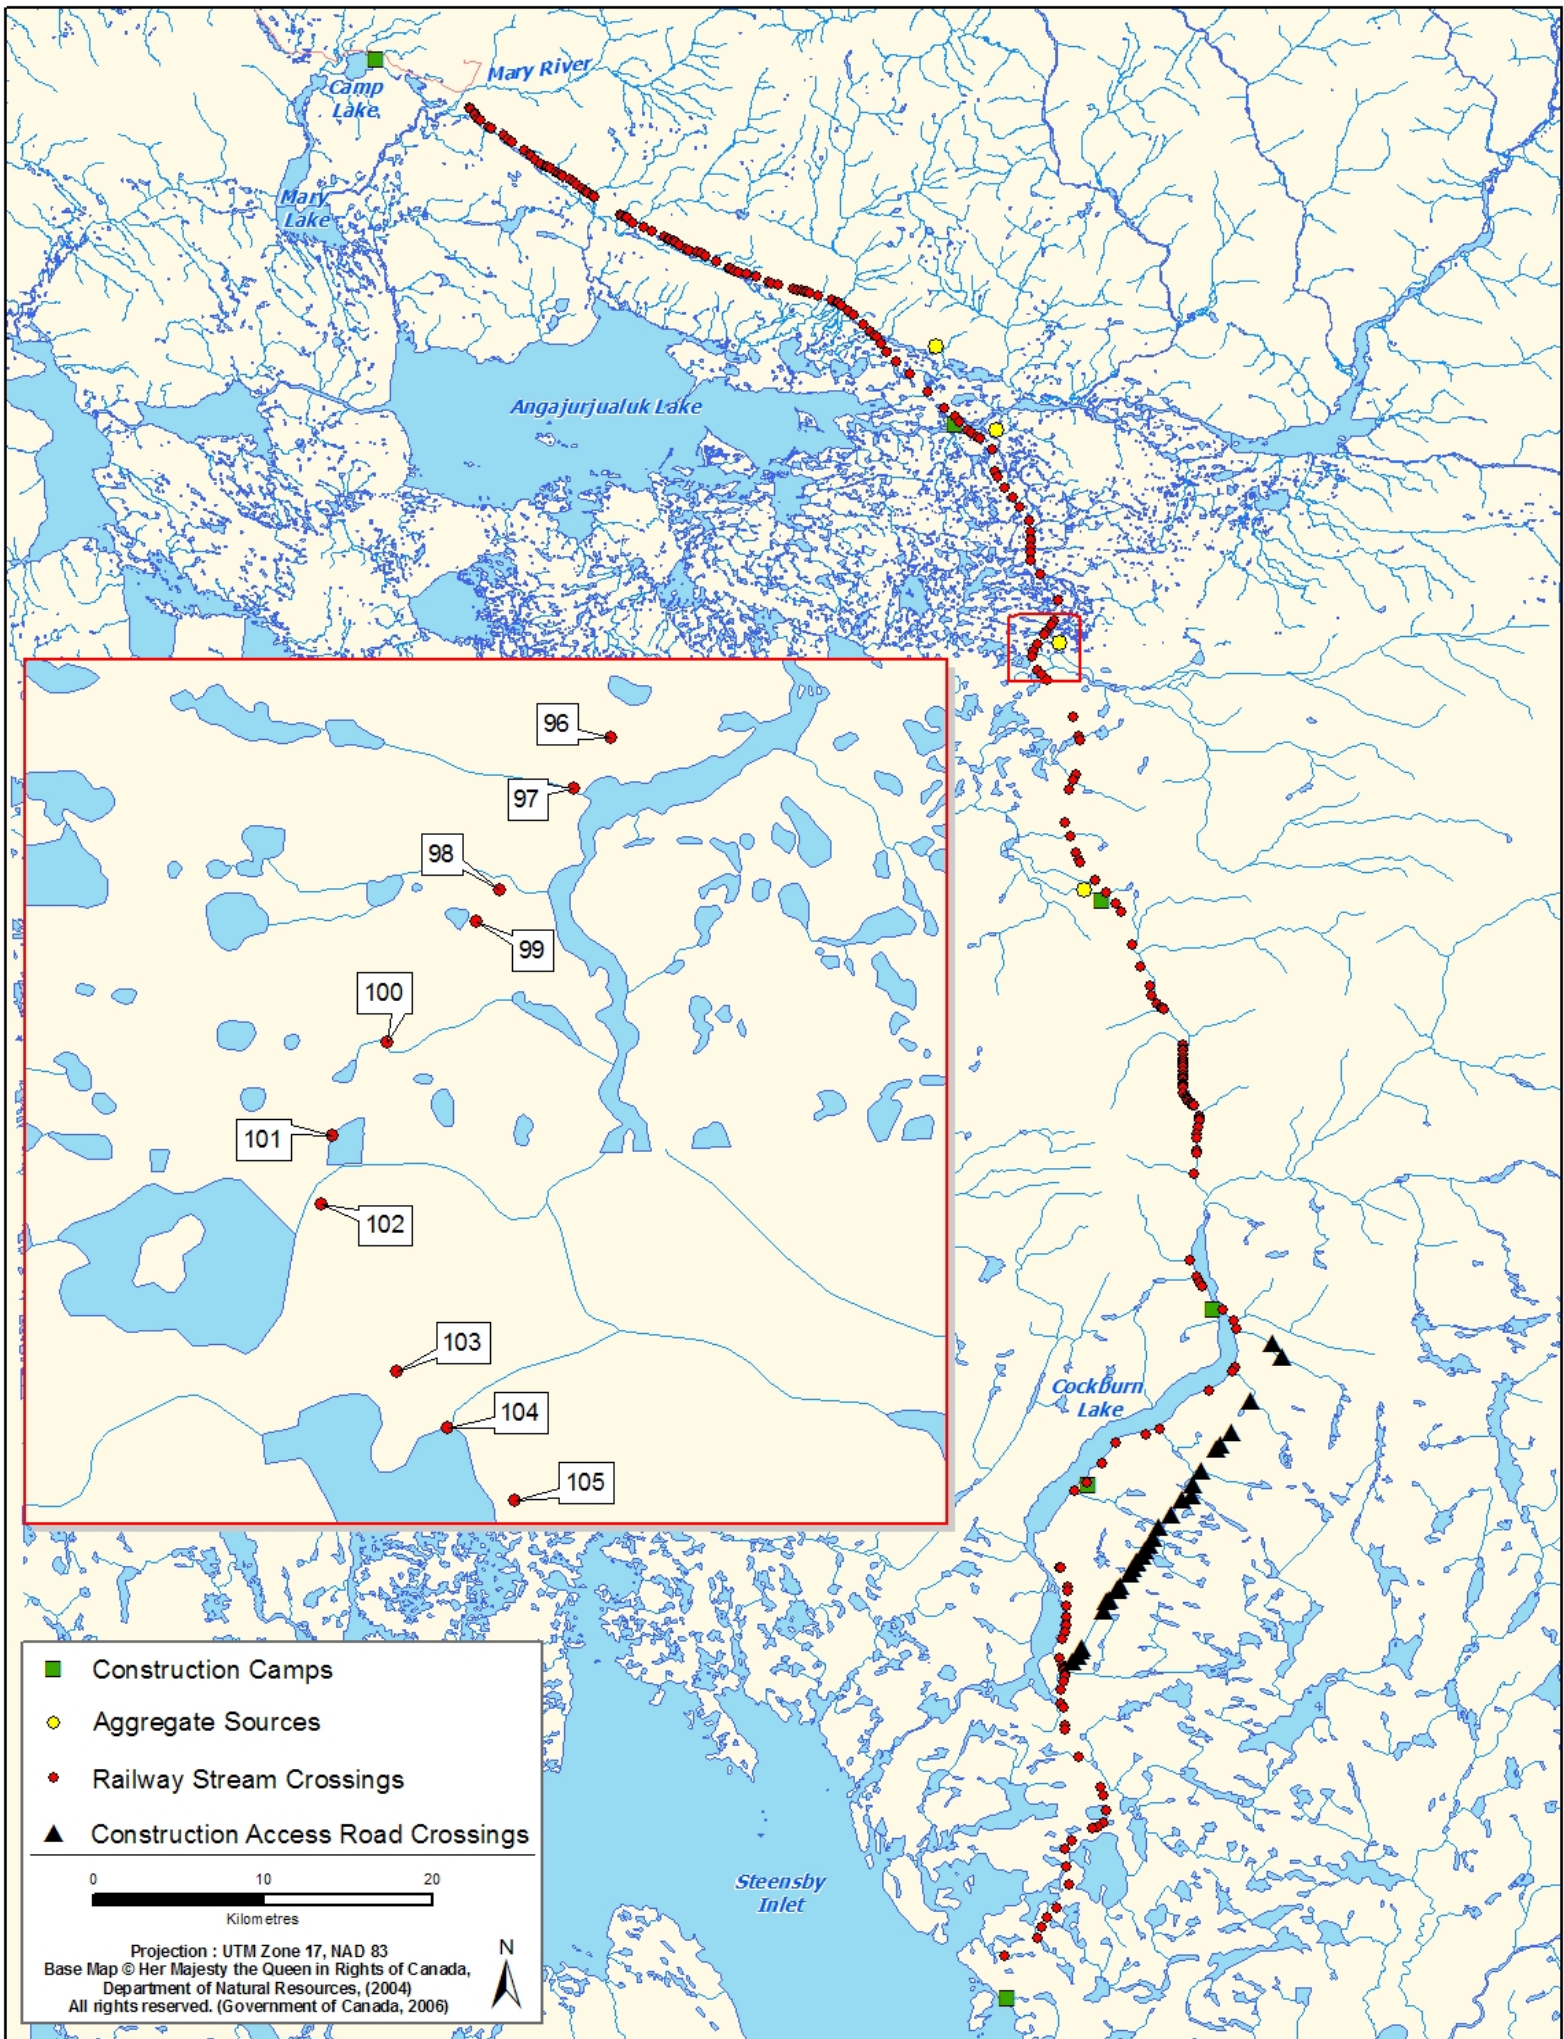 Mary River
Camp
Lake
Mary
Lake
Angajurjualuk Lake
96
97
98
99
100
101
102
103
104
105
Cockburn
Lake
Steensby
Inlet
Construction Camps
Aggregate Sources
Railway Stream Crossings
Construction Access Road Crossings
0 10 20
Kilometres
Projection : UTM Zone 17, NAD 83
Base Map © Her Majesty the Queen in Rights of Canada,
Department of Natural Resources, (2004)
All rights reserved. (Government of Canada, 2006)
N